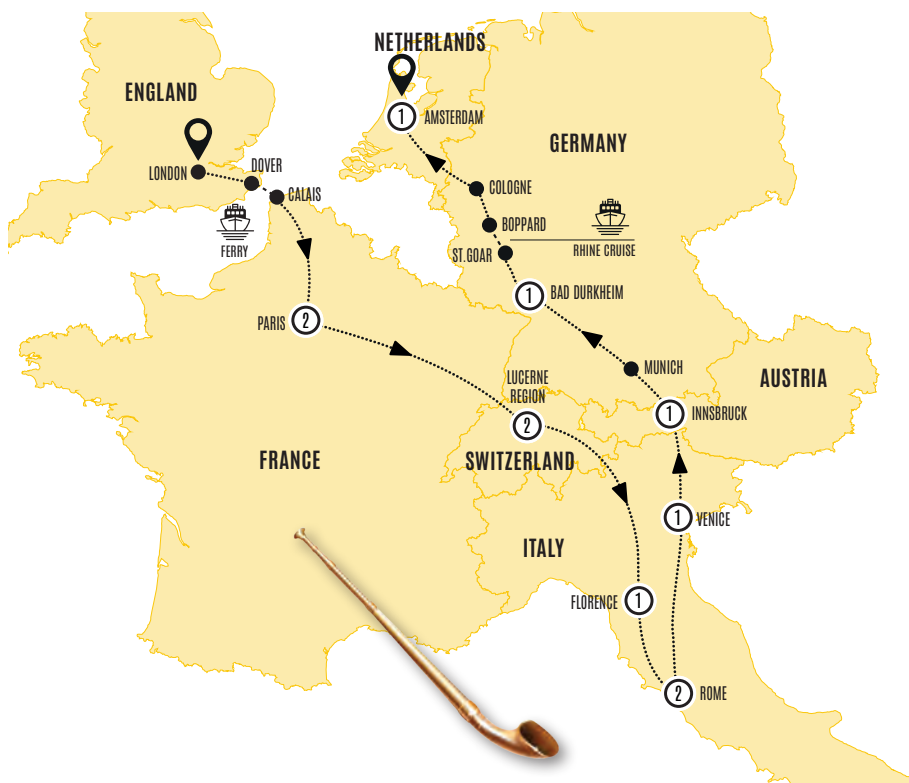 NETHERLANDS
ENGLAND
1
AMSTERDAM
GERMANY
LONDON
DOVER
CALAIS
FERRY
COLOGNE
BOPPARD
ST.GOAR
RHINE CRUISE
1
BAD DURKHEIM
PARIS
2
MUNICH
LUCERNE
REGION
2
AUSTRIA
1
INNSBRUCK
FRANCE
SWITZERLAND
1
VENICE
ITALY
FLORENCE
1
2
ROME